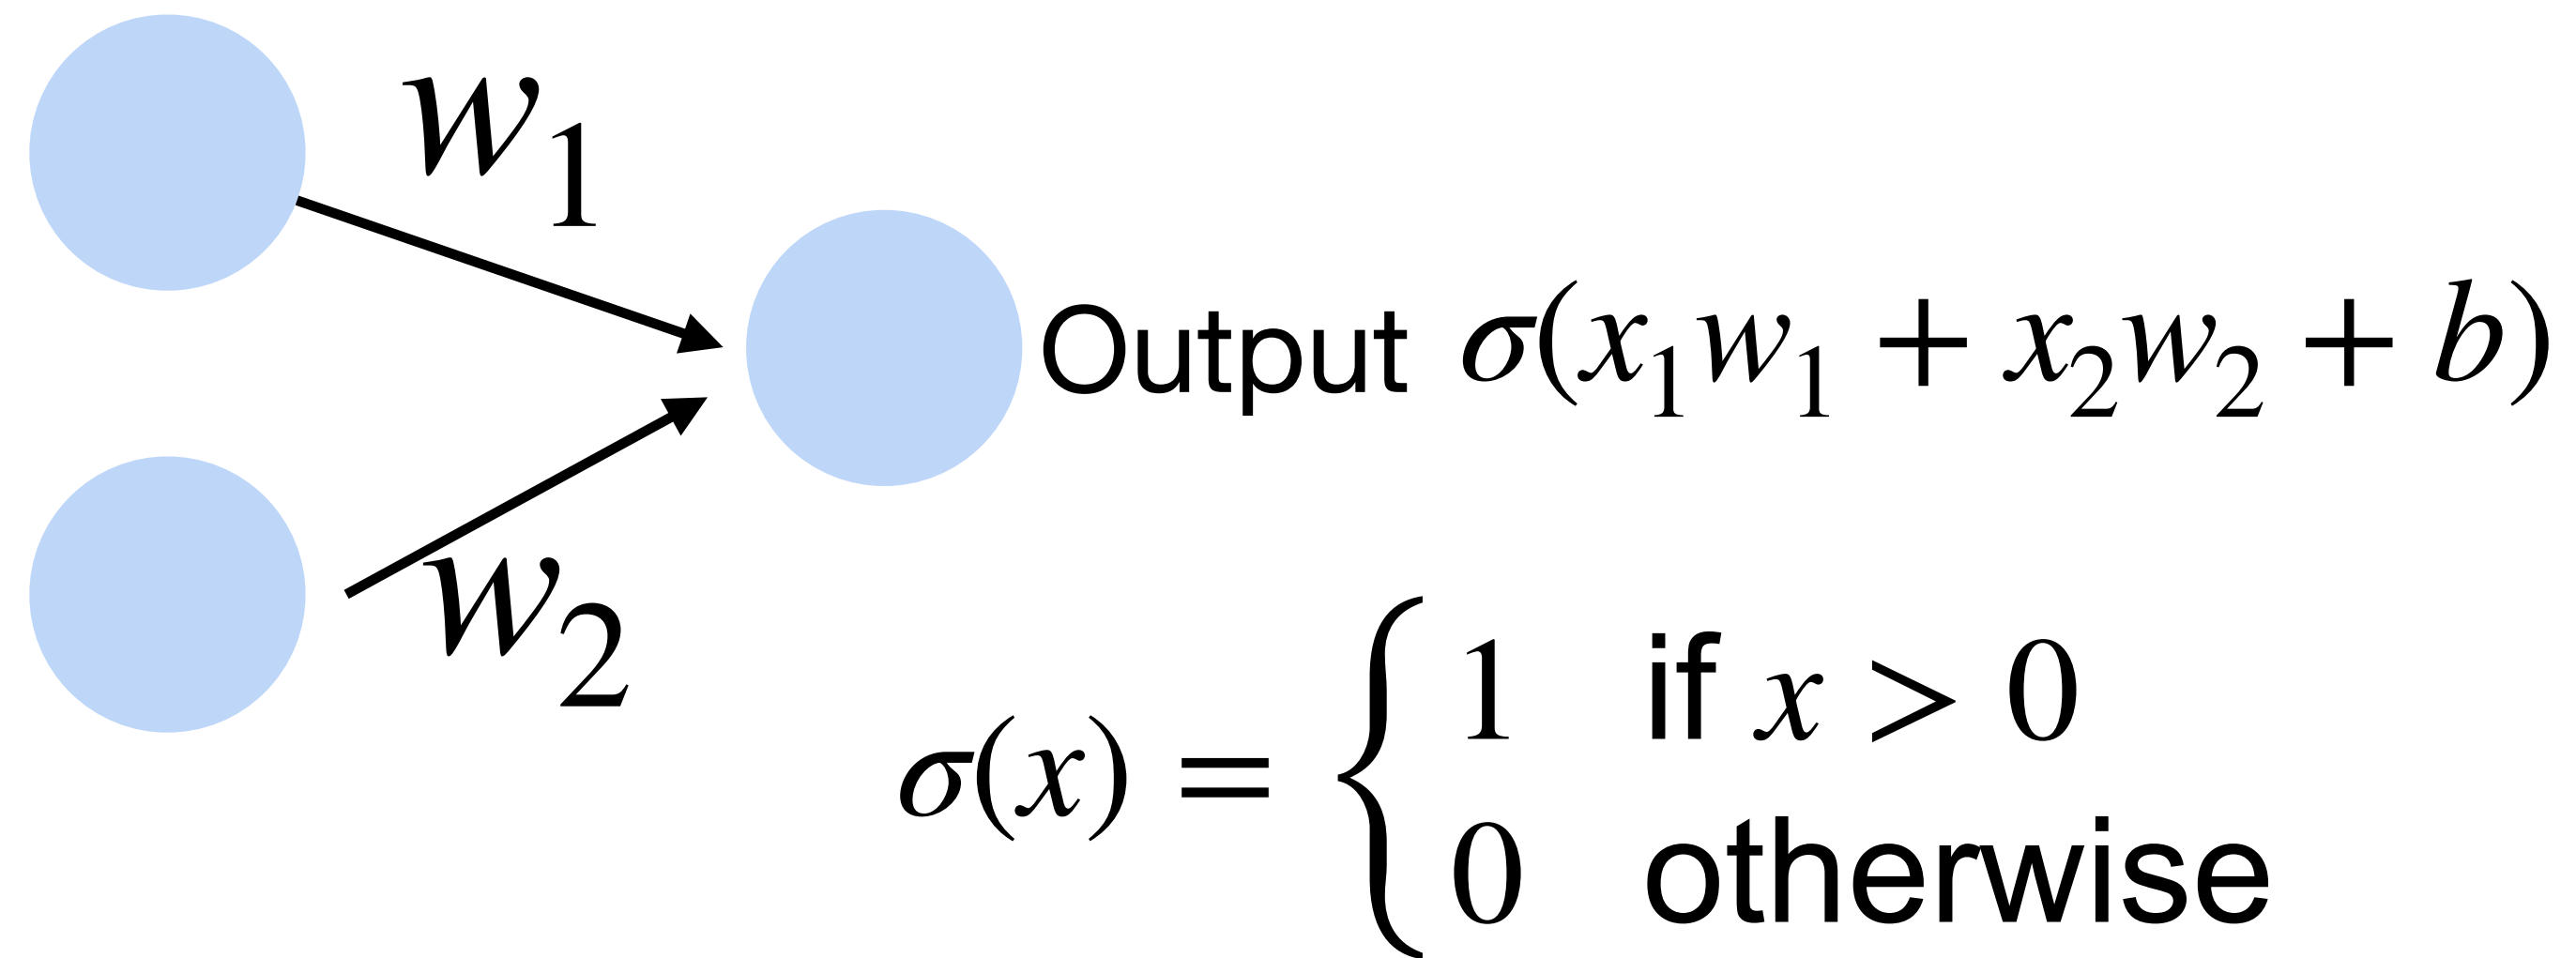 w₁
Output σ(x₁w₁ + x₂w₂ + b)
w₂
σ(x) = { 1 if x > 0
0 otherwise